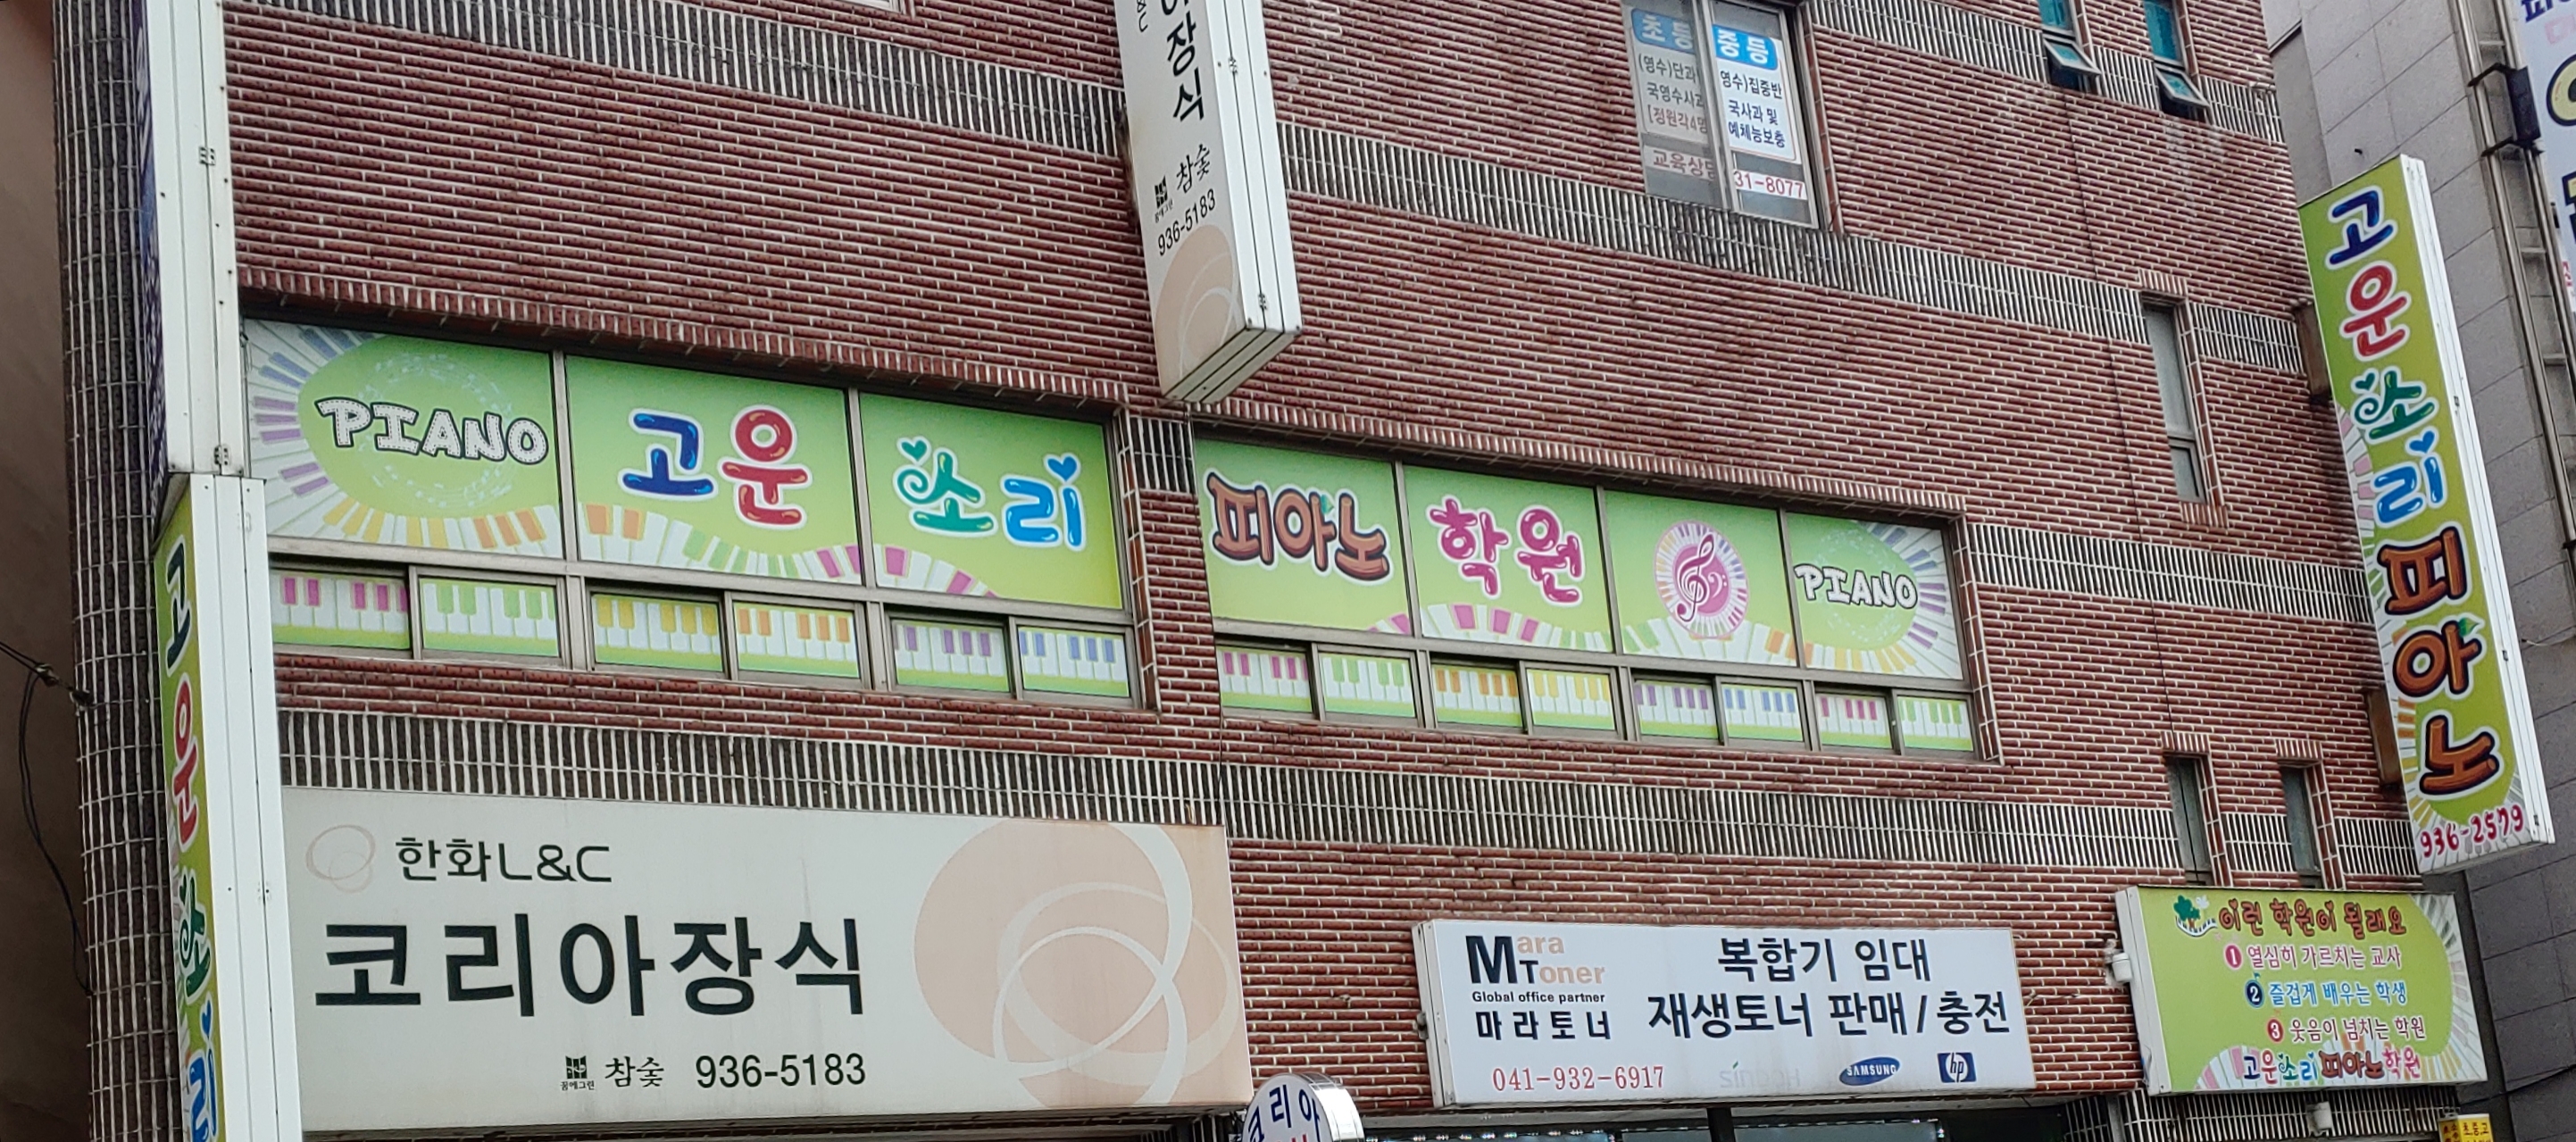 장식
참숯
936-5183
초등
중등
(영수)단과
영수)집중반
국영수사과
국사과 및
[정원각4명
예체능보충
교육상담
31-8077
PIANO
고운
소리
피아노
학원
PIANO
고운소리피아노
936-2579
고운소리
한화L&C
코리아장식
꿈에그린
참숯 936-5183
코리아
Mara
Toner
Global office partner
마라토너
복합기 임대
재생토너 판매/충전
041-932-6917
sindoH
SAMSUNG
hp
이런 학원이 될래요
1 열심히 가르치는 교사
2 즐겁게 배우는 학생
3 웃음이 넘치는 학원
고운소리피아노학원